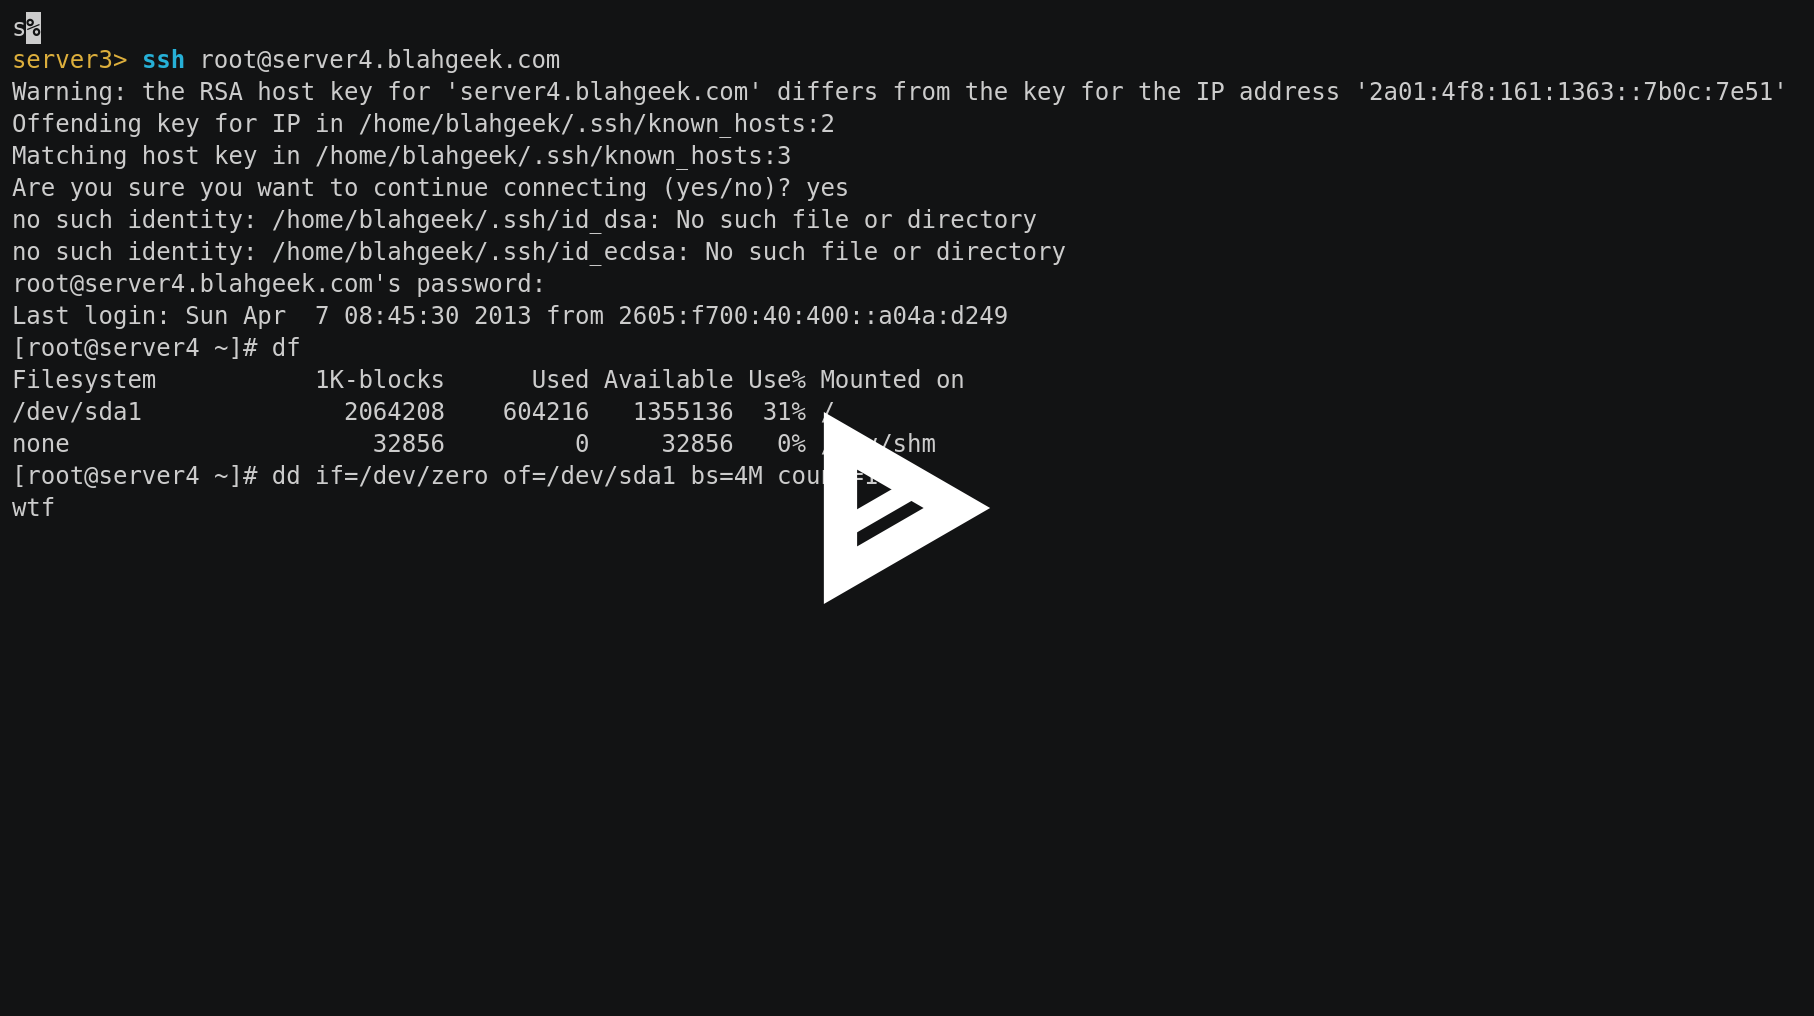 s%
server3> ssh root@server4.blahgeek.com
Warning: the RSA host key for 'server4.blahgeek.com' differs from the key for the IP address '2a01:4f8:161:1363::7b0c:7e51'
Offending key for IP in /home/blahgeek/.ssh/known_hosts:2
Matching host key in /home/blahgeek/.ssh/known_hosts:3
Are you sure you want to continue connecting (yes/no)? yes
no such identity: /home/blahgeek/.ssh/id_dsa: No such file or directory
no such identity: /home/blahgeek/.ssh/id_ecdsa: No such file or directory
root@server4.blahgeek.com's password:
Last login: Sun Apr  7 08:45:30 2013 from 2605:f700:40:400::a04a:d249
[root@server4 ~]# df
Filesystem           1K-blocks      Used Available Use% Mounted on
/dev/sda1              2064208    604216   1355136  31% /
none                     32856         0     32856   0%
[root@server4 ~]# dd if=/dev/zero of=/dev/sda1 bs=4M
wtf